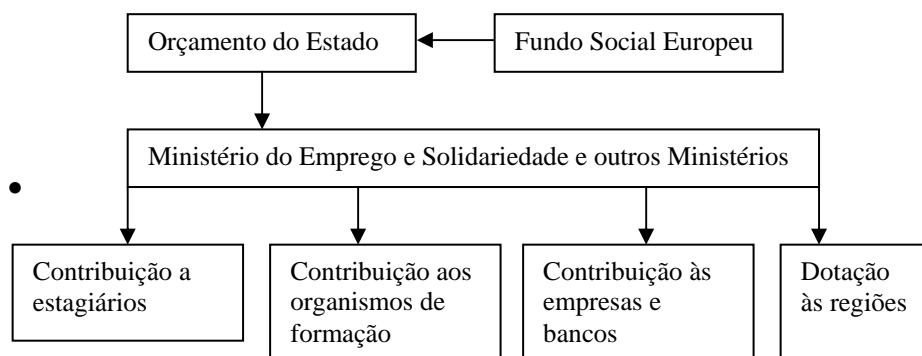 Orçamento do Estado
Fundo Social Europeu
Ministério do Emprego e Solidariedade e outros Ministérios
•
Contribuição a
estagiários
Contribuição aos
organismos de
formação
Contribuição às
empresas e
bancos
Dotação
às regiões